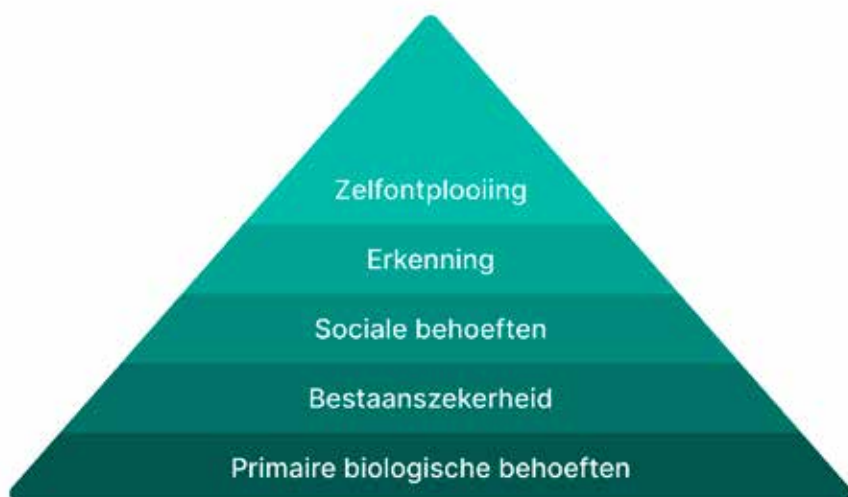 Zelfontplooiing
Erkenning
Sociale behoeften
Bestaanszekerheid
Primaire biologische behoeften